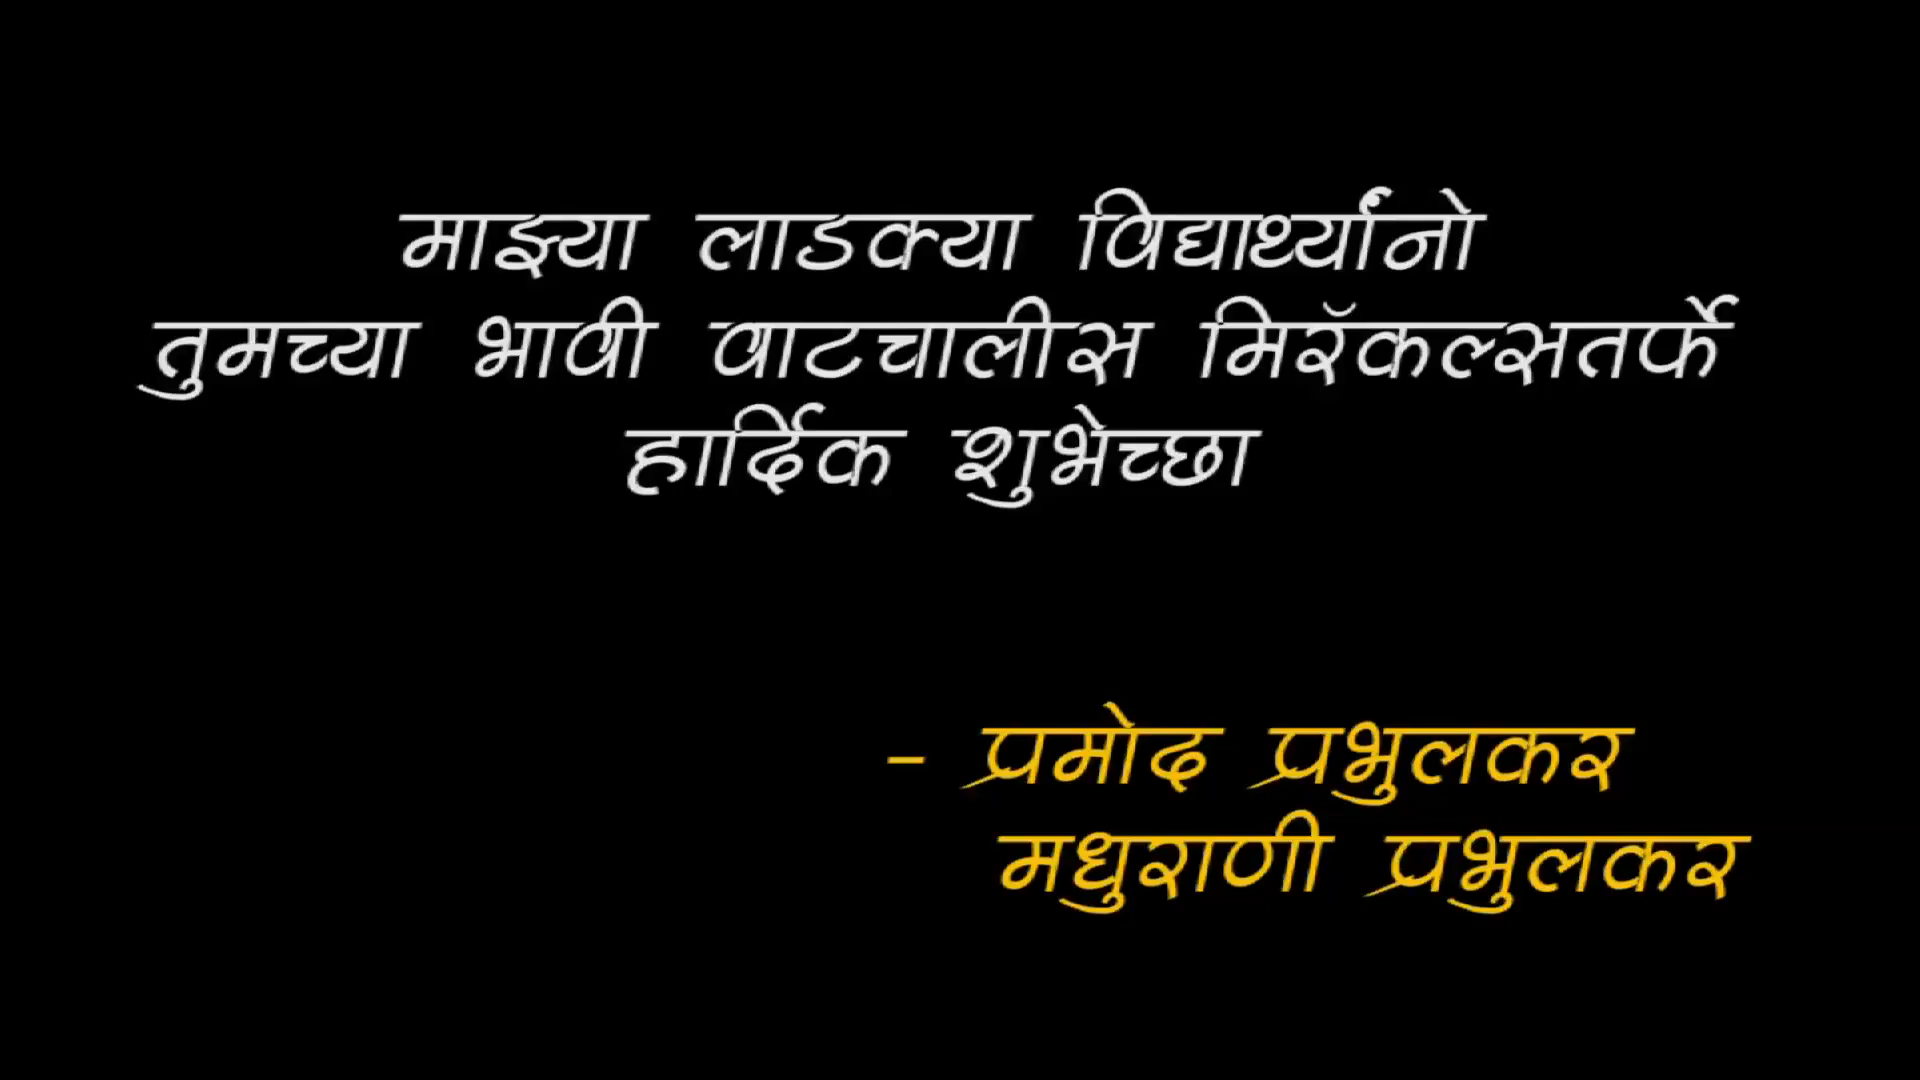 माझ्या लाडक्या विद्यार्थ्यांनो
तुमच्या भावी वाटचालीस मिरॅकल्सतर्फे
हार्दिक शुभेच्छा
- प्रमोद प्रभुलकर
मधुराणी प्रभुलकर